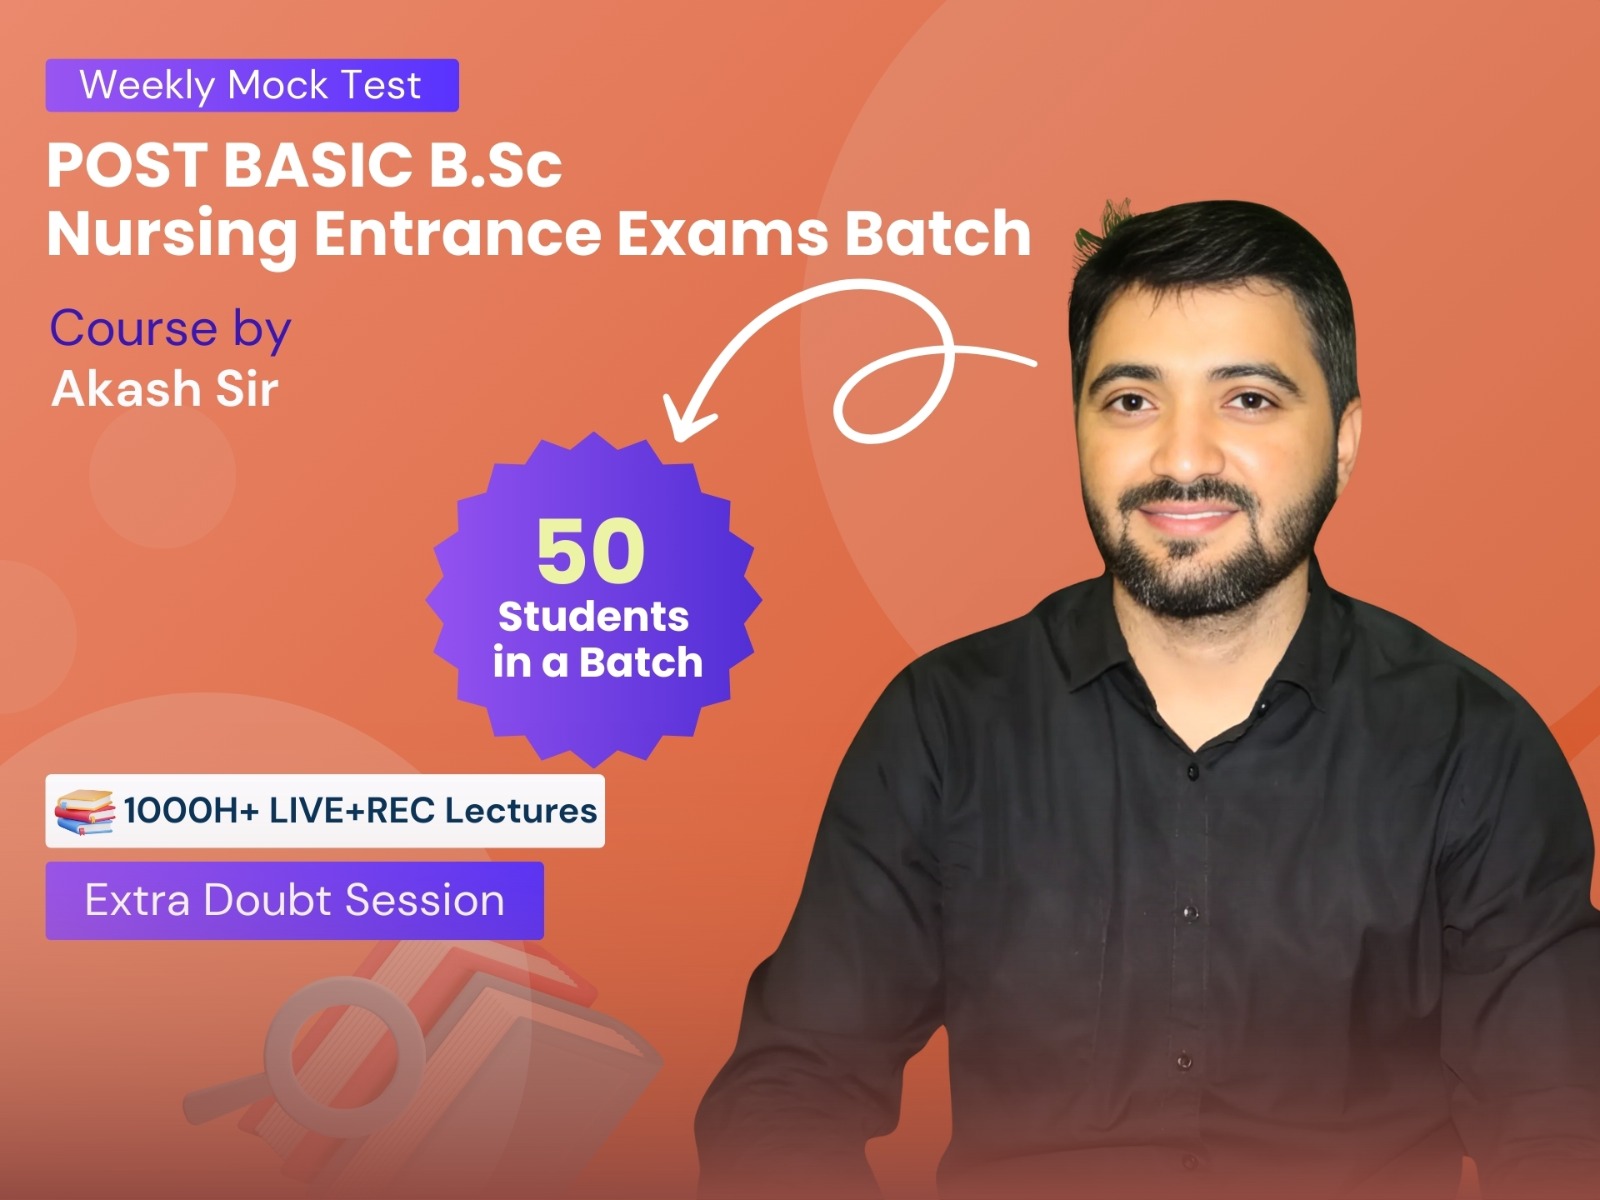 Weekly Mock Test
POST BASIC B.Sc
Nursing Entrance Exams Batch
Course by
Akash Sir
50
Students
in a Batch
1000H+ LIVE+REC Lectures
Extra Doubt Session